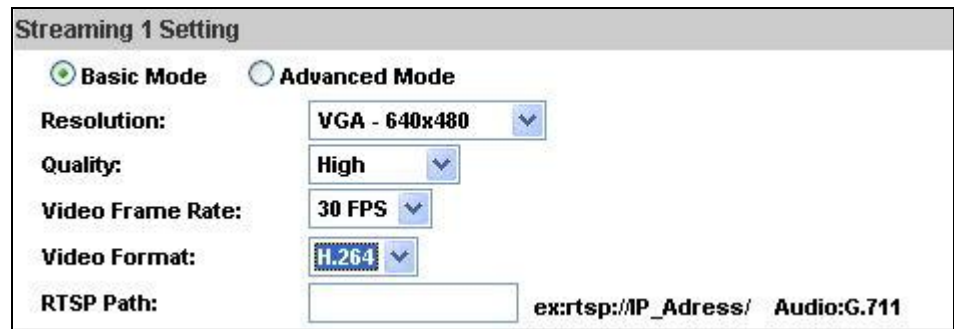 Streaming 1 Setting
Basic Mode Advanced Mode
Resolution: VGA - 640x480
Quality: High
Video Frame Rate: 30 FPS
Video Format: H.264
RTSP Path: ex:rtsp://IP_Adress/ Audio:G.711